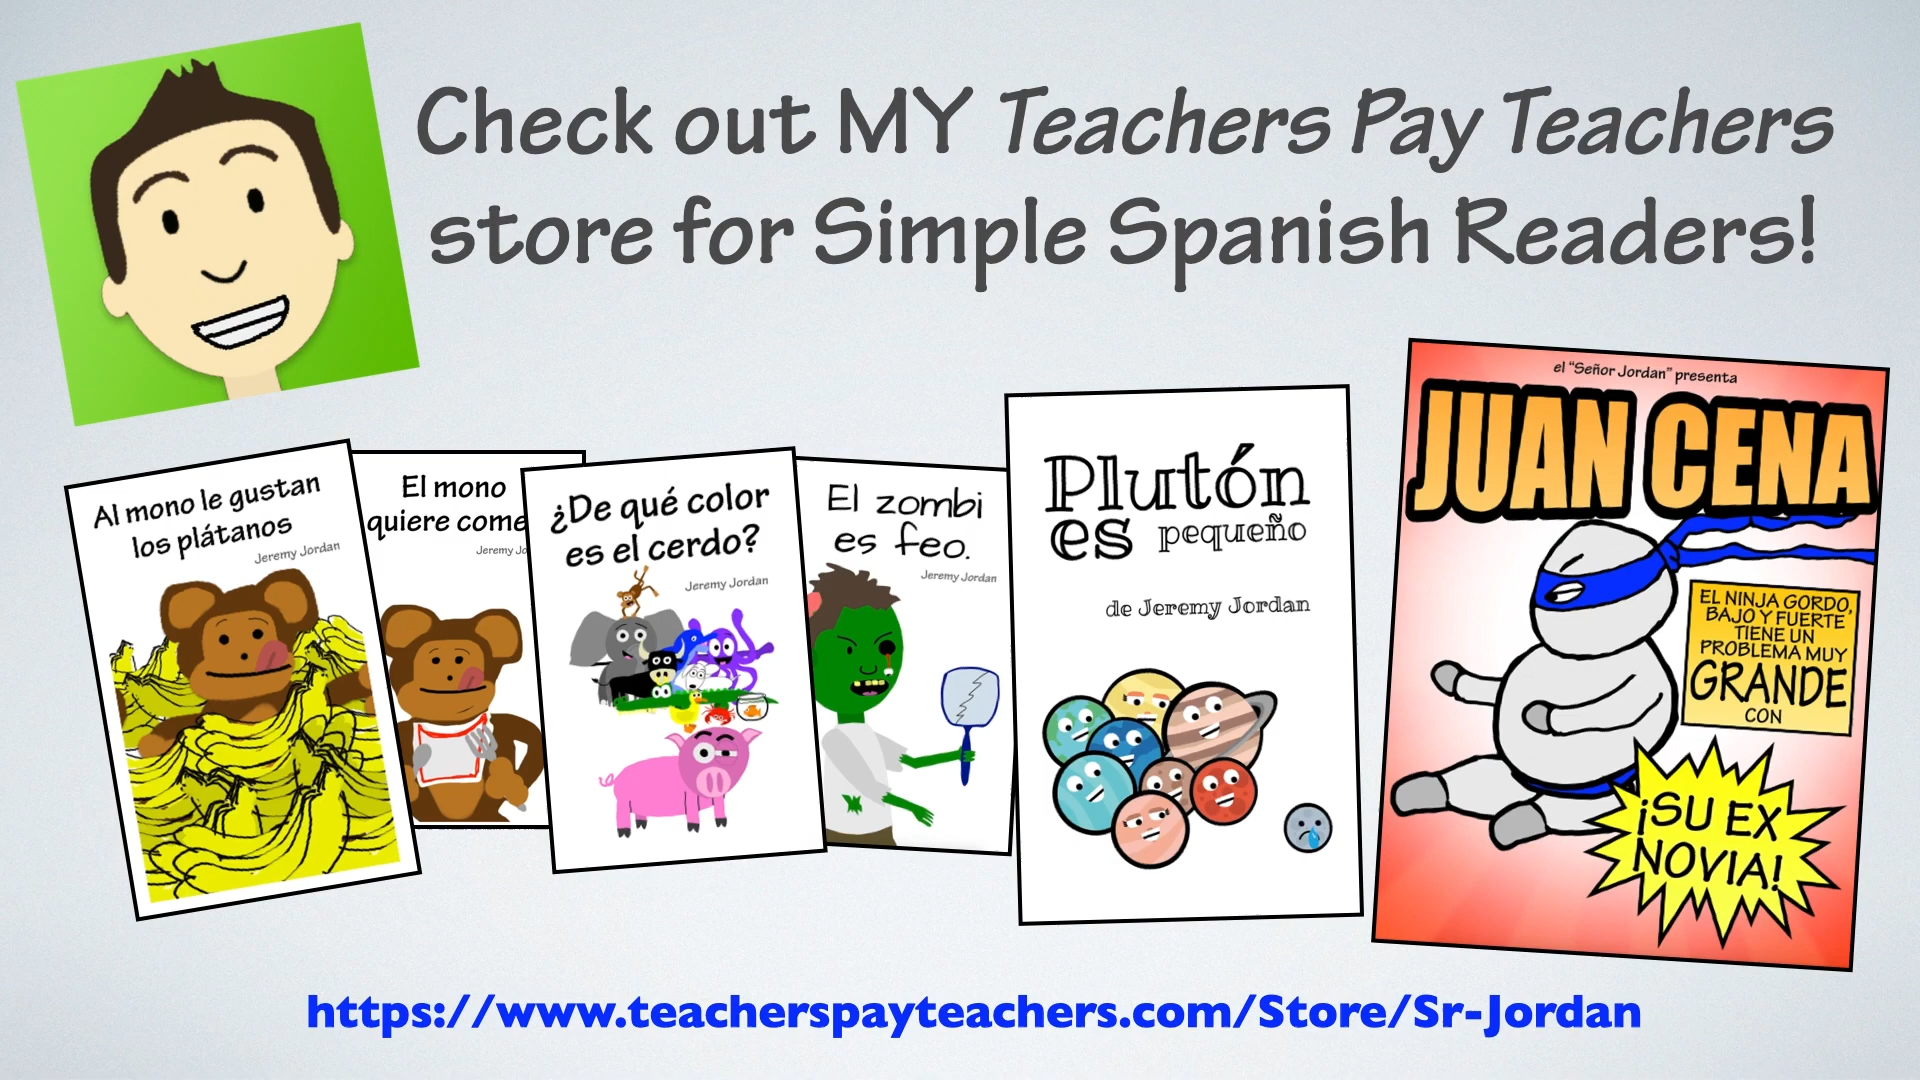 Check out MY Teachers Pay Teachers
store for Simple Spanish Readers!
Al mono le gustan
los plátanos
Jeremy Jordan
El mono
quiere come
Jeremy Jo
¿De qué color
es el cerdo?
Jeremy Jordan
El zombi
es feo.
Jeremy Jordan
Plutón
es pequeño
de Jeremy Jordan
el "Señor Jordan" presenta
JUAN CENA
EL NINJA GORDO,
BAJO Y FUERTE
TIENE UN
PROBLEMA MUY
GRANDE
CON
¡SU EX
NOVIA!
https://www.teacherspayteachers.com/Store/Sr-Jordan